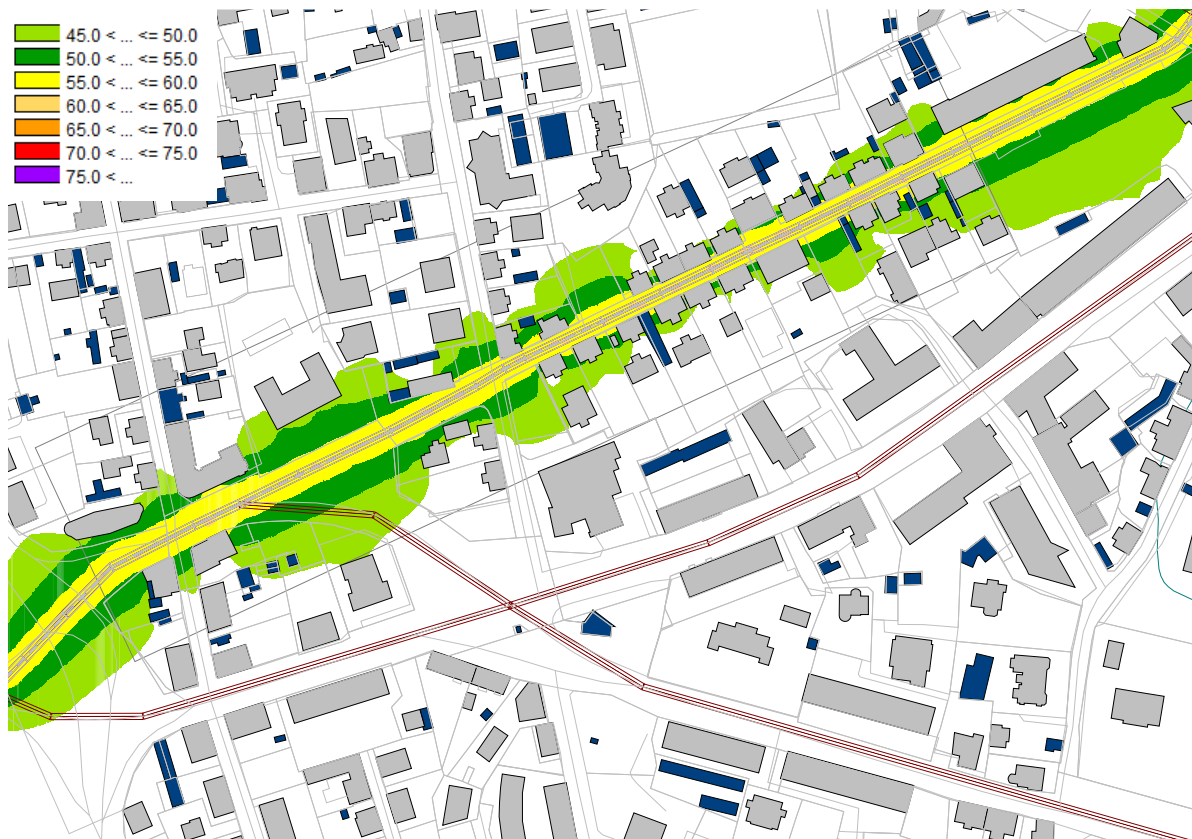 45.0 < ... <= 50.0
50.0 < ... <= 55.0
55.0 < ... <= 60.0
60.0 < ... <= 65.0
65.0 < ... <= 70.0
70.0 < ... <= 75.0
75.0 < ...